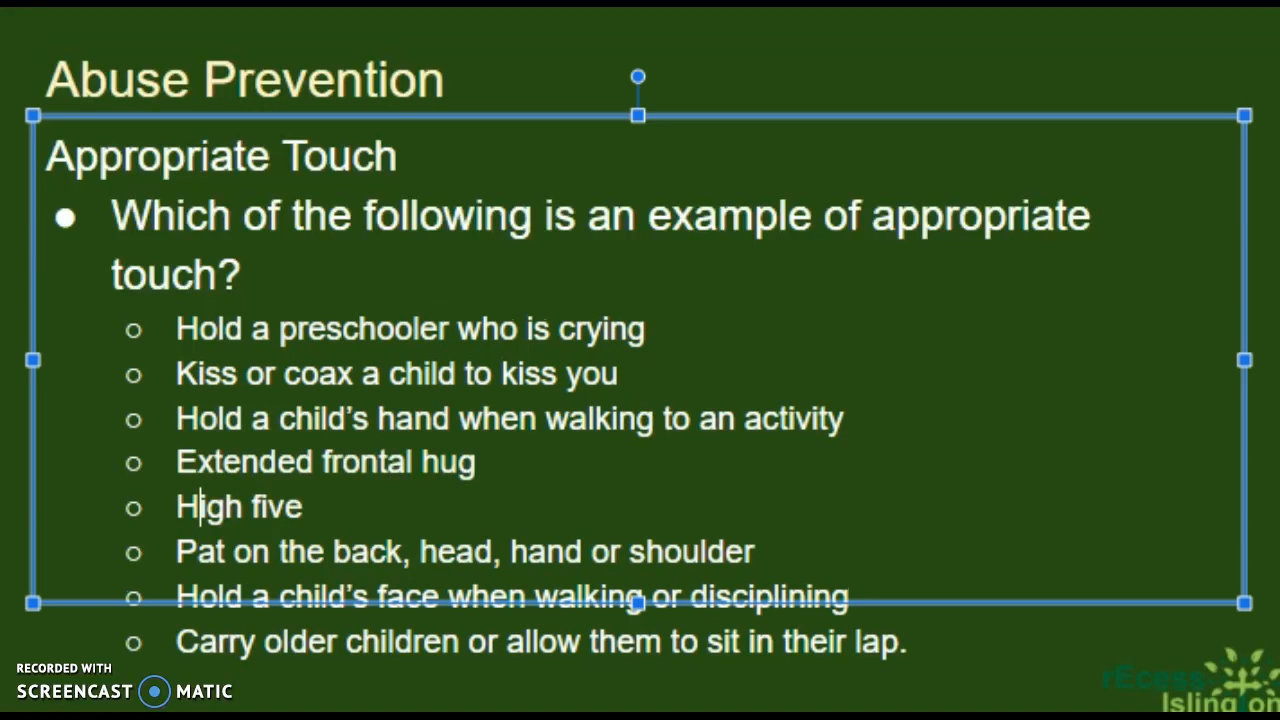 Abuse Prevention
Appropriate Touch
● Which of the following is an example of appropriate
touch?
○ Hold a preschooler who is crying
○ Kiss or coax a child to kiss you
○ Hold a child’s hand when walking to an activity
○ Extended frontal hug
○ High five
○ Pat on the back, head, hand or shoulder
○ Hold a child’s face when walking or disciplining
○ Carry older children or allow them to sit in their lap.
RECORDED WITH
SCREENCAST MATIC
rEcess
Islington